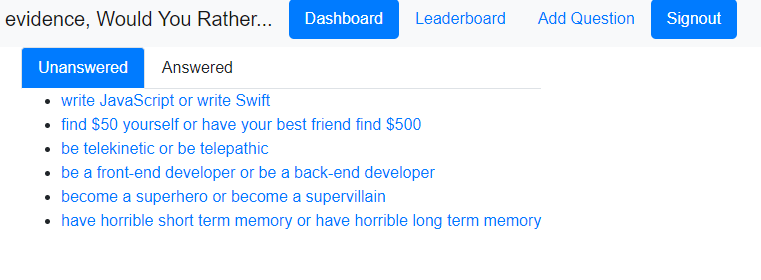 evidence, Would You Rather... Dashboard Leaderboard Add Question Signout
Unanswered Answered
write JavaScript or write Swift
find $50 yourself or have your best friend find $500
be telekinetic or be telepathic
be a front-end developer or be a back-end developer
become a superhero or become a supervillain
have horrible short term memory or have horrible long term memory